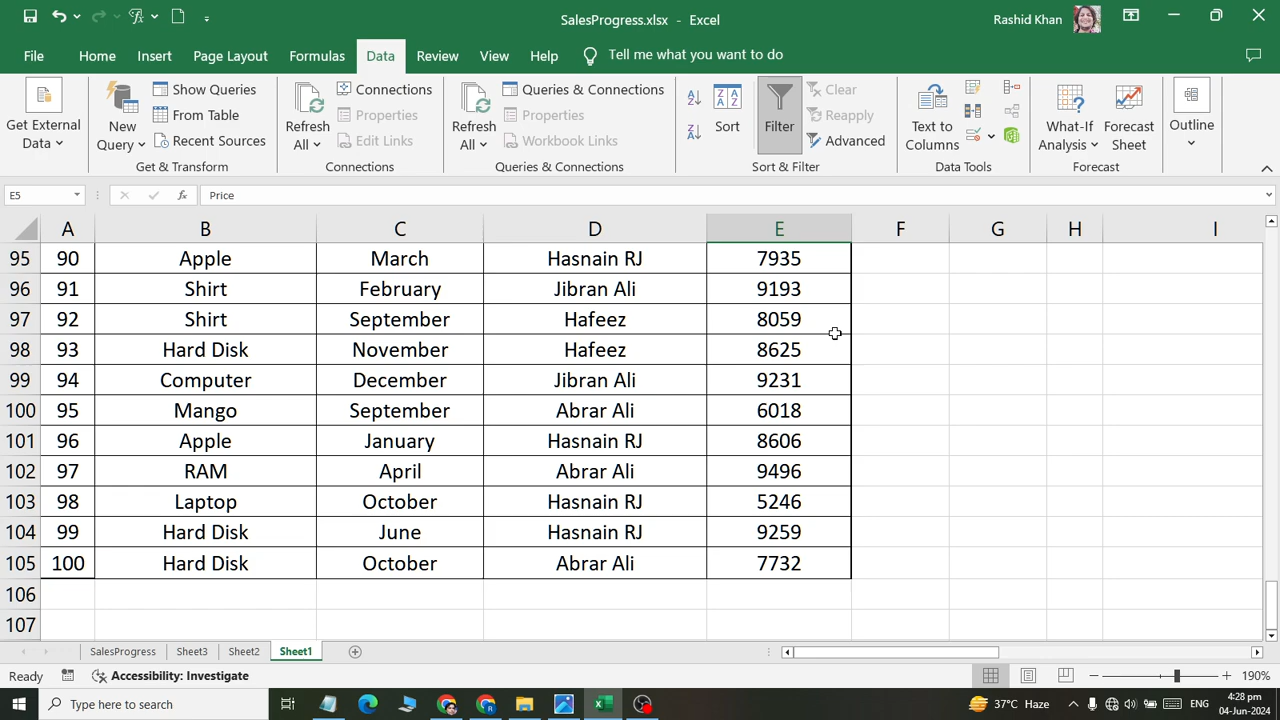 SalesProgress.xlsx - Excel
Rashid Khan
File Home Insert Page Layout Formulas Data Review View Help Tell me what you want to do
Get External Data
New Query
Show Queries
From Table
Recent Sources
Get & Transform
Refresh All
Connections
Properties
Edit Links
Connections
Refresh All
Queries & Connections
Properties
Workbook Links
Queries & Connections
Sort
Filter
Clear
Reapply
Advanced
Sort & Filter
Text to Columns
Data Tools
What-If Analysis
Forecast Sheet
Forecast
Outline
E5 fx Price
A B C D E F G H I
95 90 Apple March Hasnain RJ 7935
96 91 Shirt February Jibran Ali 9193
97 92 Shirt September Hafeez 8059
98 93 Hard Disk November Hafeez 8625
99 94 Computer December Jibran Ali 9231
100 95 Mango September Abrar Ali 6018
101 96 Apple January Hasnain RJ 8606
102 97 RAM April Abrar Ali 9496
103 98 Laptop October Hasnain RJ 5246
104 99 Hard Disk June Hasnain RJ 9259
105 100 Hard Disk October Abrar Ali 7732
106
107
SalesProgress Sheet3 Sheet2 Sheet1
Ready Accessibility: Investigate 190%
Type here to search 37°C Haze ENG 4:28 pm
04-Jun-2024